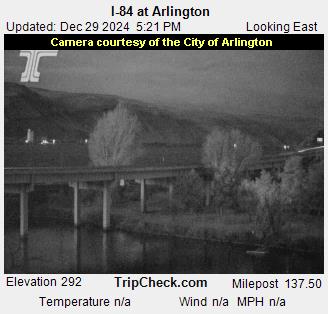 I-84 at Arlington
Updated: Dec 29 2024 5:21 PM Looking East
Camera courtesy of the City of Arlington
Elevation 292 TripCheck.com Milepost 137.50
Temperature n/a Wind n/a MPH n/a